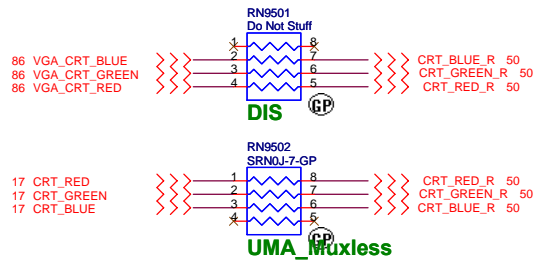 RN9501
Do Not Stuff
1 8
86 VGA_CRT_BLUE 2 7 CRT_BLUE_R 50
86 VGA_CRT_GREEN 3 6 CRT_GREEN_R 50
86 VGA_CRT_RED 4 5 CRT_RED_R 50
DIS GP
RN9502
SRN0J-7-GP
17 CRT_RED 1 8 CRT_RED_R 50
17 CRT_GREEN 2 7 CRT_GREEN_R 50
17 CRT_BLUE 3 6 CRT_BLUE_R 50
4 5
GP
UMA_Muxless